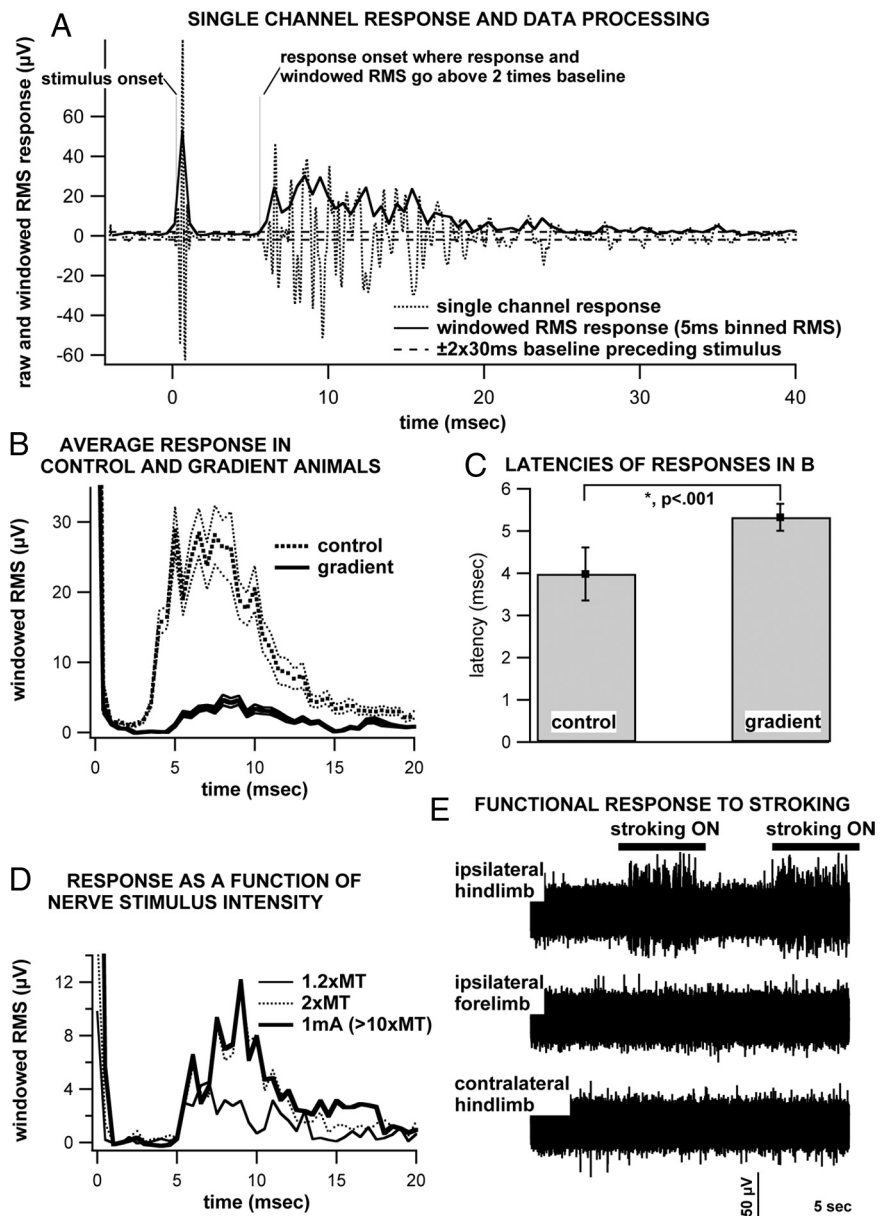 A
SINGLE CHANNEL RESPONSE AND DATA PROCESSING
raw and windowed RMS response (µV)
stimulus onset
response onset where response and
windowed RMS go above 2 times baseline
60
40
20
0
-20
-40
-60
single channel response
windowed RMS response (5ms binned RMS)
±2x30ms baseline preceding stimulus
0
10
20
30
40
time (msec)
B
AVERAGE RESPONSE IN
CONTROL AND GRADIENT ANIMALS
windowed RMS (µV)
30
20
10
0
control
gradient
0
5
10
15
20
time (msec)
C
LATENCIES OF RESPONSES IN B
*, p<.001
latency (msec)
6
5
4
3
2
1
0
control
gradient
D
RESPONSE AS A FUNCTION OF
NERVE STIMULUS INTENSITY
windowed RMS (µV)
12
8
4
0
1.2xMT
2xMT
1mA (>10xMT)
0
5
10
15
20
time (msec)
E
FUNCTIONAL RESPONSE TO STROKING
stroking ON
stroking ON
ipsilateral
hindlimb
ipsilateral
forelimb
contralateral
hindlimb
50 µV
5 sec